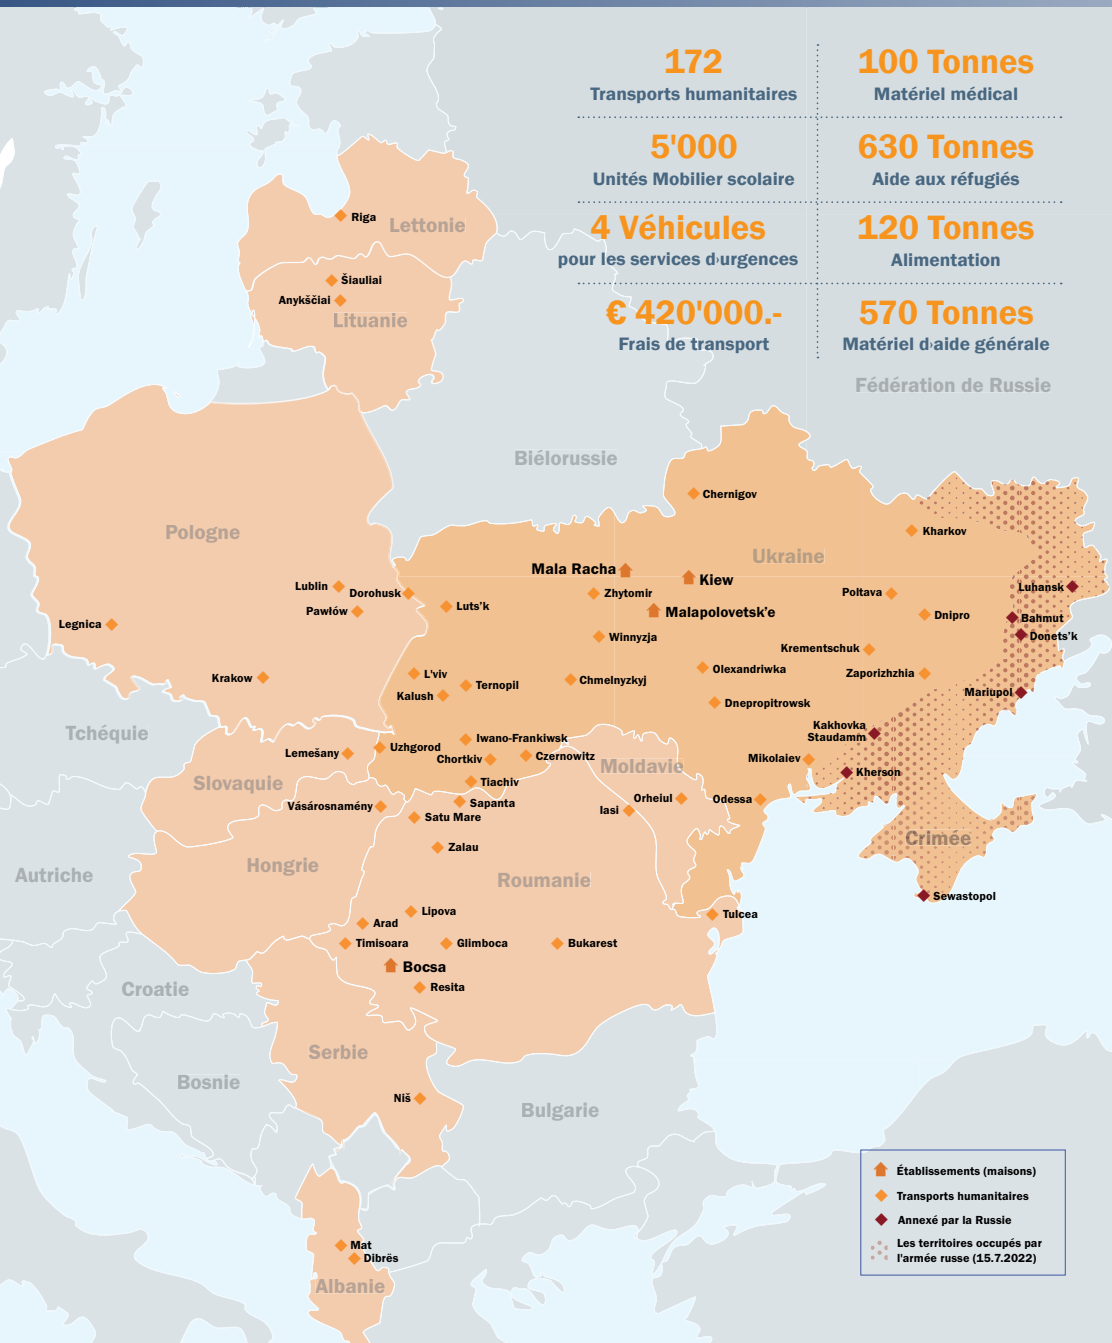 172
Transports humanitaires
100 Tonnes
Matériel médical
5'000
Unités Mobilier scolaire
630 Tonnes
Aide aux réfugiés
4 Véhicules
pour les services d›urgences
120 Tonnes
Alimentation
€ 420'000.-
Frais de transport
570 Tonnes
Matériel d›aide générale
Fédération de Russie
Riga
Lettonie
Šiauliai
Anykščiai
Lituanie
Biélorussie
Chernigov
Kharkov
Pologne
Ukraine
Mala Racha
Kiew
Lublin
Dorohusk
Zhytomir
Poltava
Luhansk
Pawłów
Luts'k
Malapolovetsk'e
Dnipro
Bahmut
Legnica
Winnyzja
Donets'k
Krementschuk
Krakow
L'viv
Olexandriwka
Zaporizhzhia
Kalush
Ternopil
Chmelnyzkyj
Mariupol
Dnepropitrowsk
Tchéquie
Kakhovka
Staudamm
Lemešany
Uzhgorod
Iwano-Frankiwsk
Chortkiv
Czernowitz
Mikolaiev
Moldavie
Kherson
Slovaquie
Tiachiv
Vásárosnamény
Sapanta
Orheiul
Odessa
Satu Mare
Iasi
Crimée
Zalau
Hongrie
Autriche
Roumanie
Sewastopol
Lipova
Tulcea
Arad
Timisoara
Glimboca
Bukarest
Bocsa
Resita
Croatie
Serbie
Bosnie
Niš
Bulgarie
Mat
Dibrës
Albanie
Établissements (maisons)
Transports humanitaires
Annexé par la Russie
Les territoires occupés par
l'armée russe (15.7.2022)